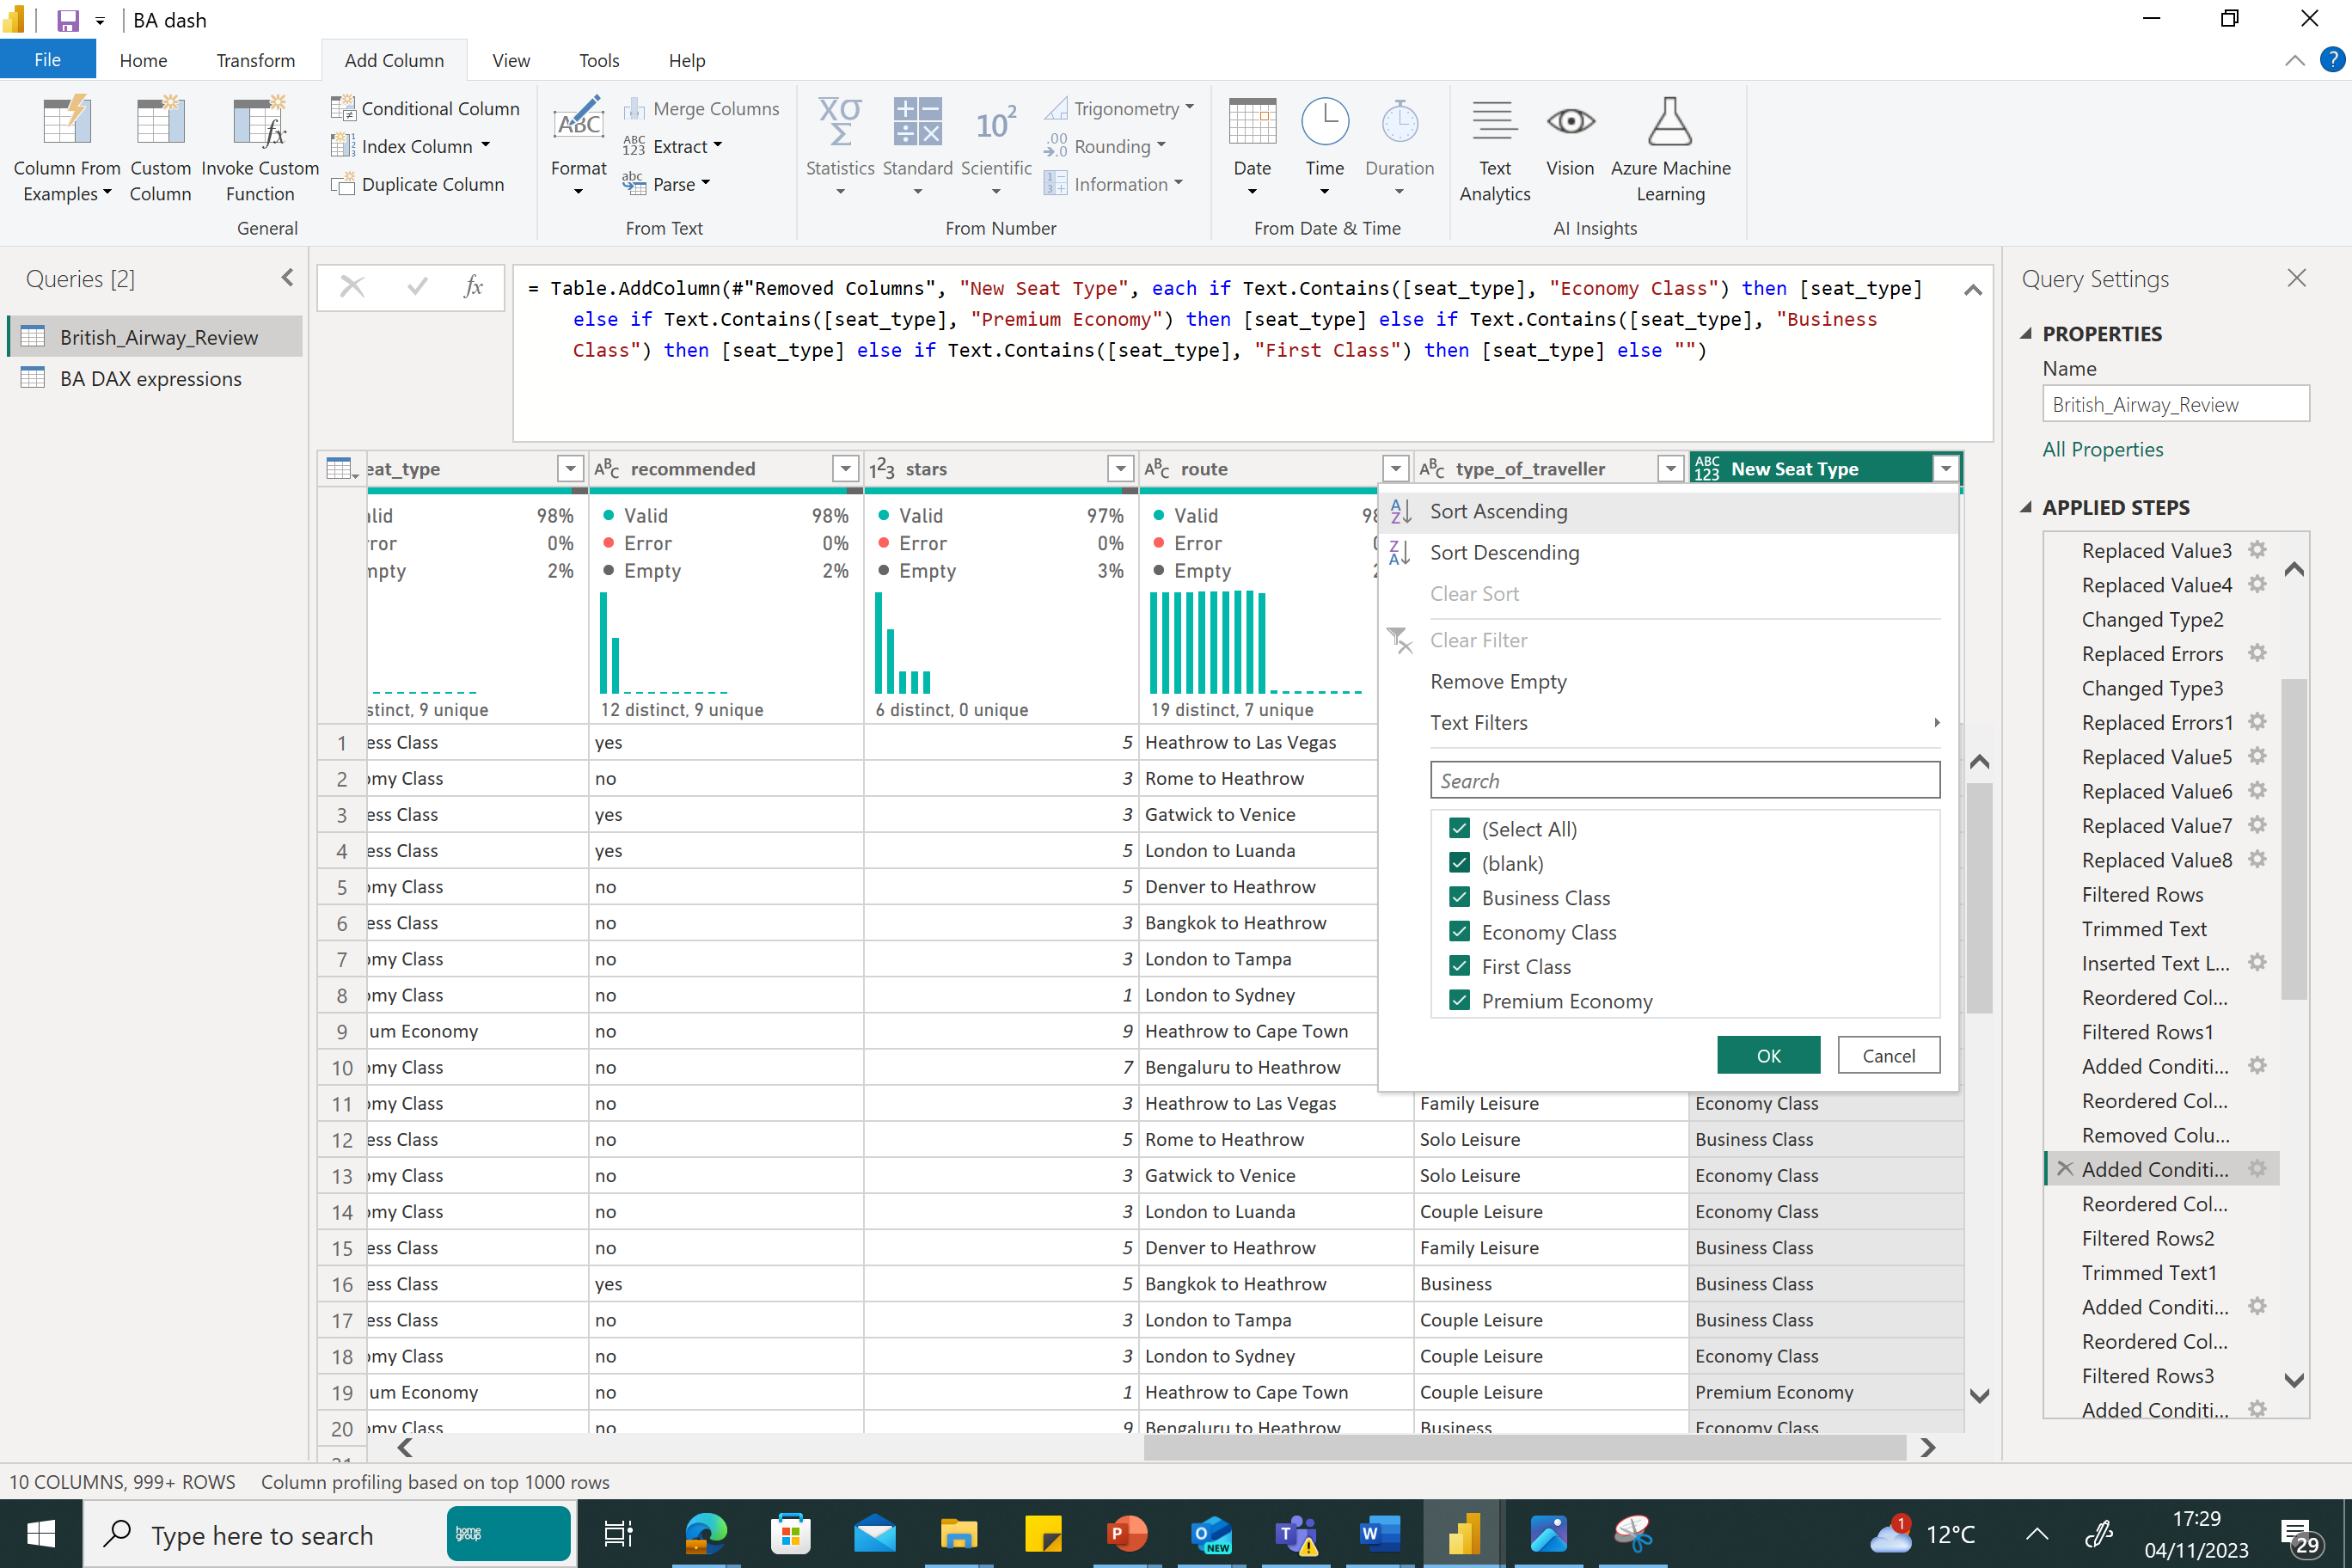 BA dash
File Home Transform Add Column View Tools Help
Column From Examples
Custom Column
Invoke Custom Function
Conditional Column
Index Column
Duplicate Column
General
Format
Merge Columns
Extract
Parse
From Text
Statistics
Standard
Scientific
Trigonometry
Rounding
Information
From Number
Date
Time
Duration
From Date & Time
Text Analytics
Vision
Azure Machine Learning
AI Insights
Queries [2]
British_Airway_Review
BA DAX expressions
= Table.AddColumn(#"Removed Columns", "New Seat Type", each if Text.Contains([seat_type], "Economy Class") then [seat_type]
else if Text.Contains([seat_type], "Premium Economy") then [seat_type] else if Text.Contains([seat_type], "Business
Class") then [seat_type] else if Text.Contains([seat_type], "First Class") then [seat_type] else "")
eat_type recommended stars route type_of_traveller New Seat Type
lid 98% Valid 98% Valid 97% Valid 98
ror 0% Error 0% Error 0% Error
npty 2% Empty 2% Empty 3% Empty
stinct, 9 unique 12 distinct, 9 unique 6 distinct, 0 unique 19 distinct, 7 unique
1 ess Class yes 5 Heathrow to Las Vegas
2 my Class no 3 Rome to Heathrow
3 ess Class yes 3 Gatwick to Venice
4 ess Class yes 5 London to Luanda
5 my Class no 5 Denver to Heathrow
6 ess Class no 3 Bangkok to Heathrow
7 my Class no 3 London to Tampa
8 my Class no 1 London to Sydney
9 um Economy no 9 Heathrow to Cape Town
10 my Class no 7 Bengaluru to Heathrow
11 my Class no 3 Heathrow to Las Vegas Family Leisure Economy Class
12 ess Class no 5 Rome to Heathrow Solo Leisure Business Class
13 my Class no 3 Gatwick to Venice Solo Leisure Economy Class
14 my Class no 3 London to Luanda Couple Leisure Economy Class
15 ess Class no 5 Denver to Heathrow Family Leisure Business Class
16 ess Class yes 5 Bangkok to Heathrow Business Business Class
17 ess Class no 3 London to Tampa Couple Leisure Business Class
18 my Class no 3 London to Sydney Couple Leisure Economy Class
19 um Economy no 1 Heathrow to Cape Town Couple Leisure Premium Economy
20 my Class no 9 Bengaluru to Heathrow Business Economy Class
Sort Ascending
Sort Descending
Clear Sort
Clear Filter
Remove Empty
Text Filters
Search
(Select All)
(blank)
Business Class
Economy Class
First Class
Premium Economy
OK Cancel
Query Settings
PROPERTIES
Name
British_Airway_Review
All Properties
APPLIED STEPS
Replaced Value3
Replaced Value4
Changed Type2
Replaced Errors
Changed Type3
Replaced Errors1
Replaced Value5
Replaced Value6
Replaced Value7
Replaced Value8
Filtered Rows
Trimmed Text
Inserted Text L...
Reordered Col...
Filtered Rows1
Added Conditi...
Reordered Col...
Removed Colu...
Added Conditi...
Reordered Col...
Filtered Rows2
Trimmed Text1
Added Conditi...
Reordered Col...
Filtered Rows3
Added Conditi...
10 COLUMNS, 999+ ROWS Column profiling based on top 1000 rows
Type here to search
home group
NEW
1
12°C
17:29
04/11/2023
29